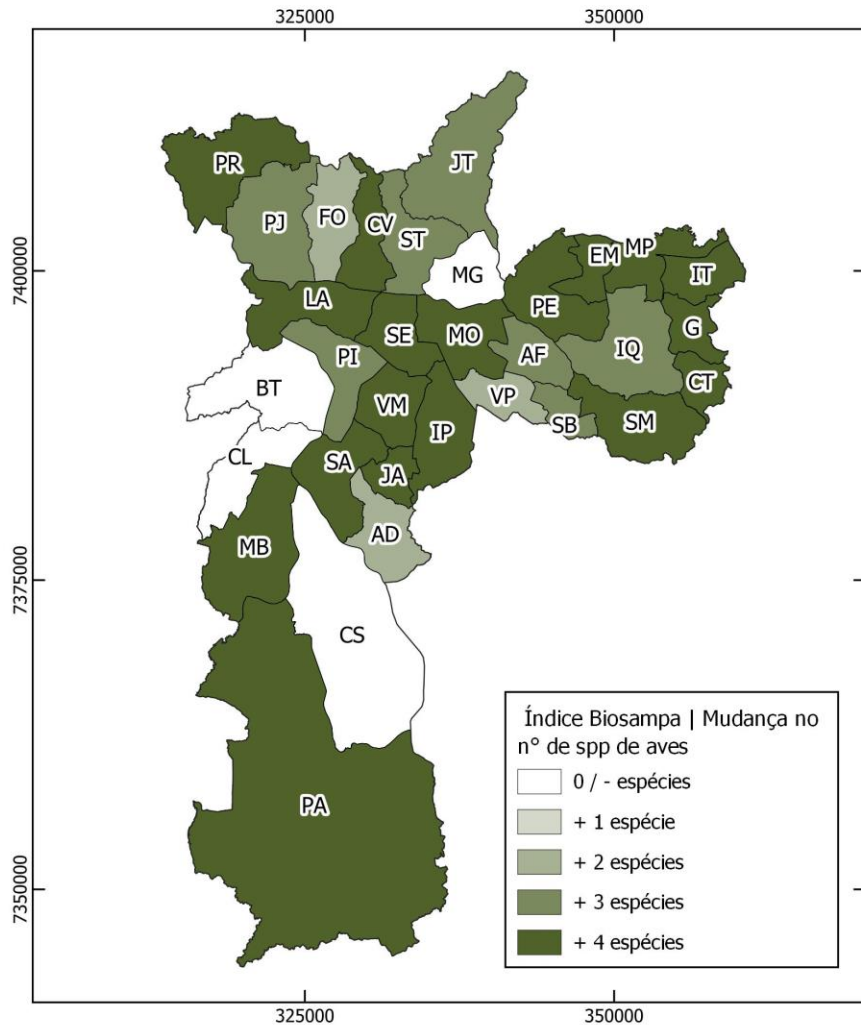 325000 350000
PR
JT
PJ FO CV ST
MG
EM MP IT
LA
PE
SE MO G
PI AF IQ
BT
CT
VM VP
IP SB SM
CL SA
JA
AD
MB
CS
PA
7400000
7375000
7350000
Índice Biosampa | Mudança no
n° de spp de aves
0 / - espécies
+ 1 espécie
+ 2 espécies
+ 3 espécies
+ 4 espécies
325000 350000